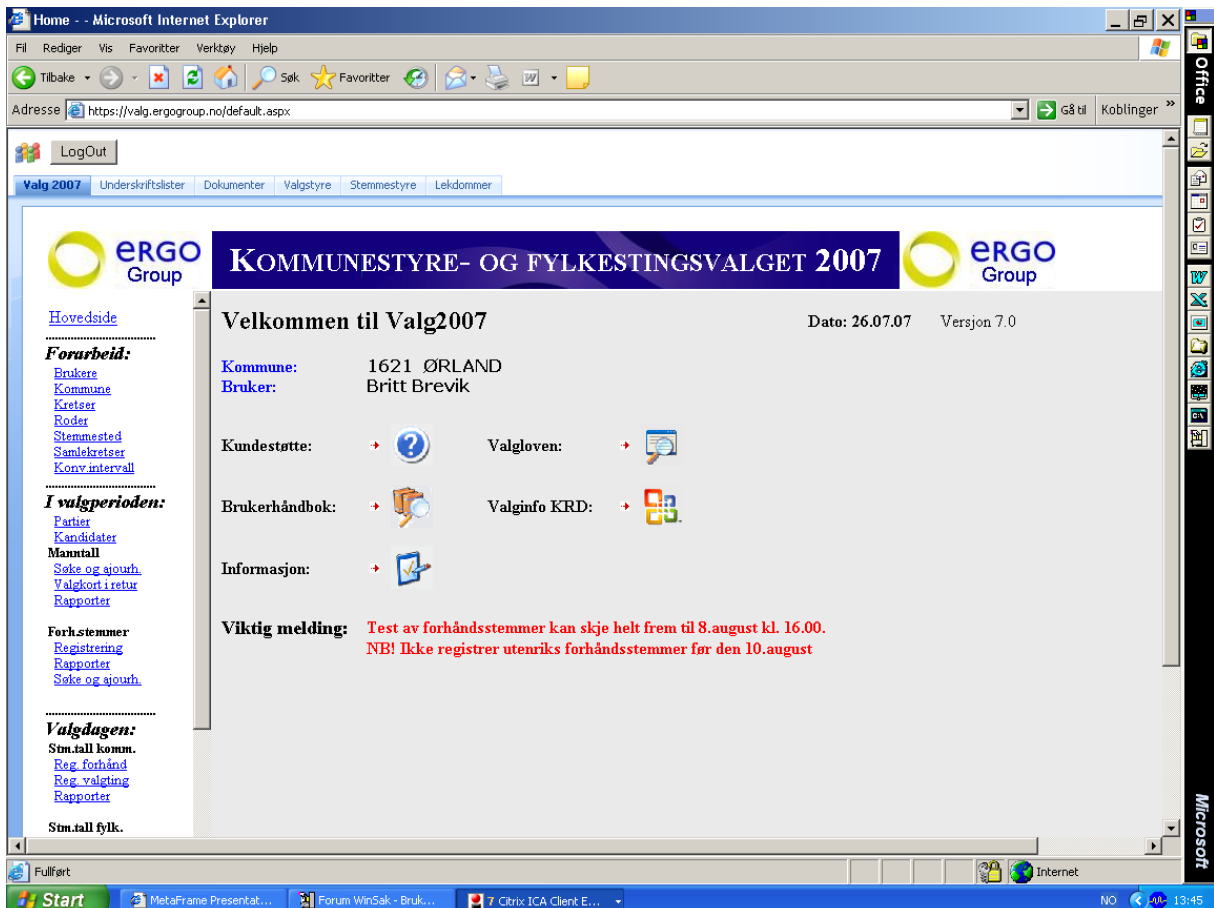 Home - - Microsoft Internet Explorer
Fil Rediger Vis Favoritter Verktøy Hjelp
Tilbake Søk Favoritter
Adresse https://valg.ergogroup.no/default.aspx Gå til Koblinger »
LogOut
Valg 2007 Underskriftslister Dokumenter Valgstyre Stemmestyre Lekdommer
eRGO Group
KOMMUNESTYRE- OG FYLKESTINGSVALGET 2007
eRGO Group
Hovedside
Forarbeid:
Brukere
Kommune
Kretser
Roder
Stemmested
Samlekretser
Konv.intervall
I valgperioden:
Partier
Kandidater
Manntall
Søke og ajourh.
Valgkort i retur
Rapporter
Forh.stemmer
Registrering
Rapporter
Søke og ajourh.
Valgdagen:
Stm.tall komm.
Reg. forhånd
Reg. valgting
Rapporter
Stm.tall fylk.
Velkommen til Valg2007 Dato: 26.07.07 Versjon 7.0
Kommune: 1621 ØRLAND
Bruker: Britt Brevik
Kundestøtte: Valgloven:
Brukerhåndbok: Valginfo KRD:
Informasjon:
Viktig melding: Test av forhåndsstemmer kan skje helt frem til 8.august kl. 16.00.
NB! Ikke registrer utenriks forhåndsstemmer før den 10.august
Office
Microsoft
Fullført Internet
Start MetaFrame Presentat... Forum WinSak - Bruk... 7 Citrix ICA Client E... NO 13:45